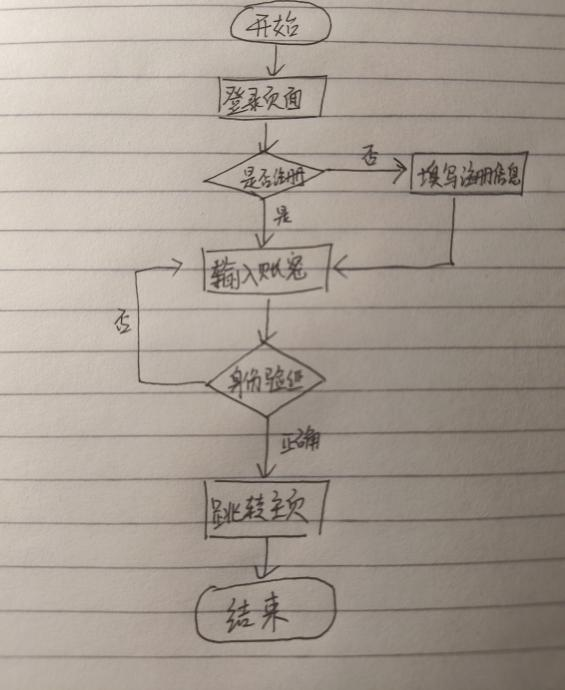 开始
登录页面
是否注册
否
填写注册信息
是
输入账密
否
身份验证
正确
跳转主页
结束